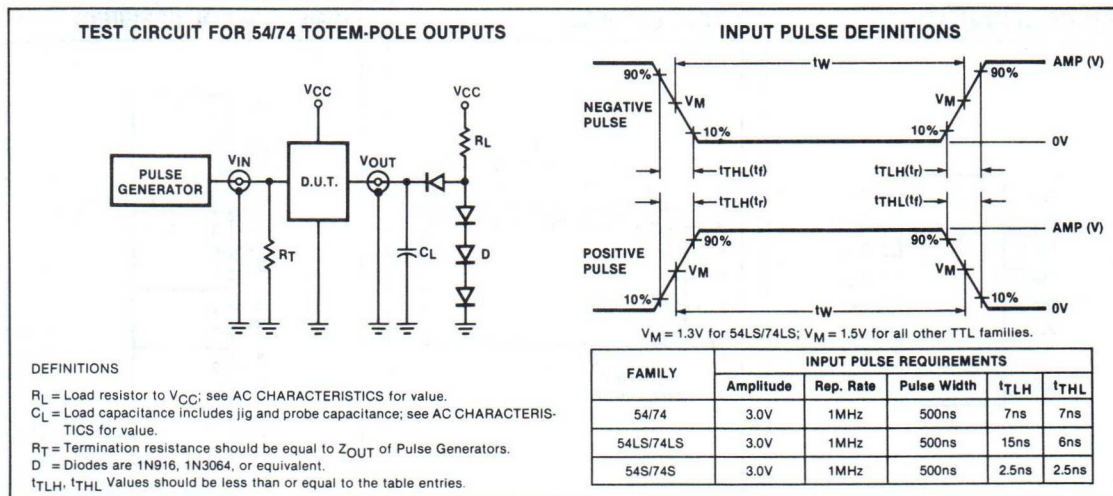 TEST CIRCUIT FOR 54/74 TOTEM-POLE OUTPUTS
VCC
VCC
RL
PULSE
GENERATOR
VIN
D.U.T.
VOUT
RT
CL
D
DEFINITIONS
RL = Load resistor to VCC; see AC CHARACTERISTICS for value.
CL = Load capacitance includes jig and probe capacitance; see AC CHARACTERIS-
TICS for value.
RT = Termination resistance should be equal to ZOUT of Pulse Generators.
D = Diodes are 1N916, 1N3064, or equivalent.
tTLH, tTHL Values should be less than or equal to the table entries.
INPUT PULSE DEFINITIONS
90%
tW
90%
AMP (V)
NEGATIVE
PULSE
VM
VM
10%
10%
0V
tTHL(tf)
tTLH(tr)
tTLH(tr)
tTHL(tf)
AMP (V)
90%
90%
POSITIVE
PULSE
VM
VM
10%
10%
tW
0V
VM = 1.3V for 54LS/74LS; VM = 1.5V for all other TTL families.
FAMILY
INPUT PULSE REQUIREMENTS
Amplitude Rep. Rate Pulse Width tTLH tTHL
54/74 3.0V 1MHz 500ns 7ns 7ns
54LS/74LS 3.0V 1MHz 500ns 15ns 6ns
54S/74S 3.0V 1MHz 500ns 2.5ns 2.5ns